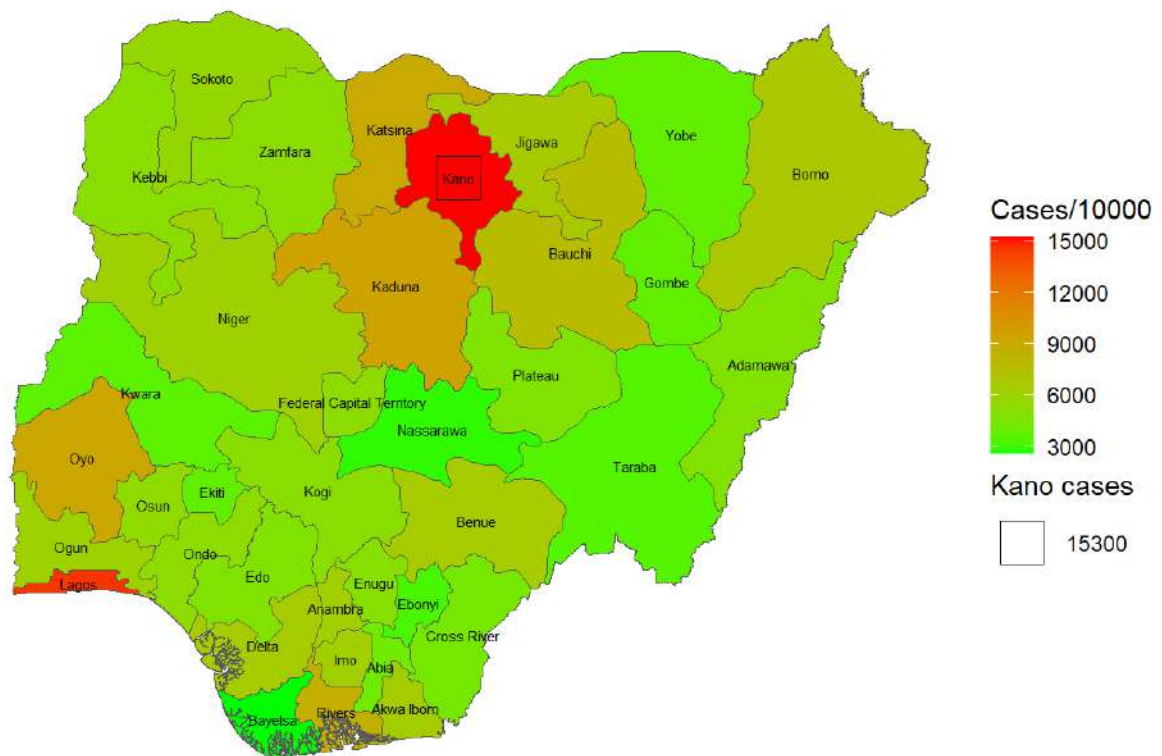 Sokoto
Katsina
Yobe
Zamfara
Jigawa
Kebbi
Kano
Borno
Bauchi
Kaduna
Gombe
Niger
Adamawa
Plateau
Kwara
Federal Capital Territory
Nassarawa
Oyo
Taraba
Ekiti
Kogi
Osun
Benue
Ogun
Ondo
Edo
Enugu
Lagos
Anambra
Ebonyi
Cross River
Delta
Imo
Abia
Akwa Ibom
Rivers
Bayelsa
Cases/10000
15000
12000
9000
6000
3000
Kano cases
15300